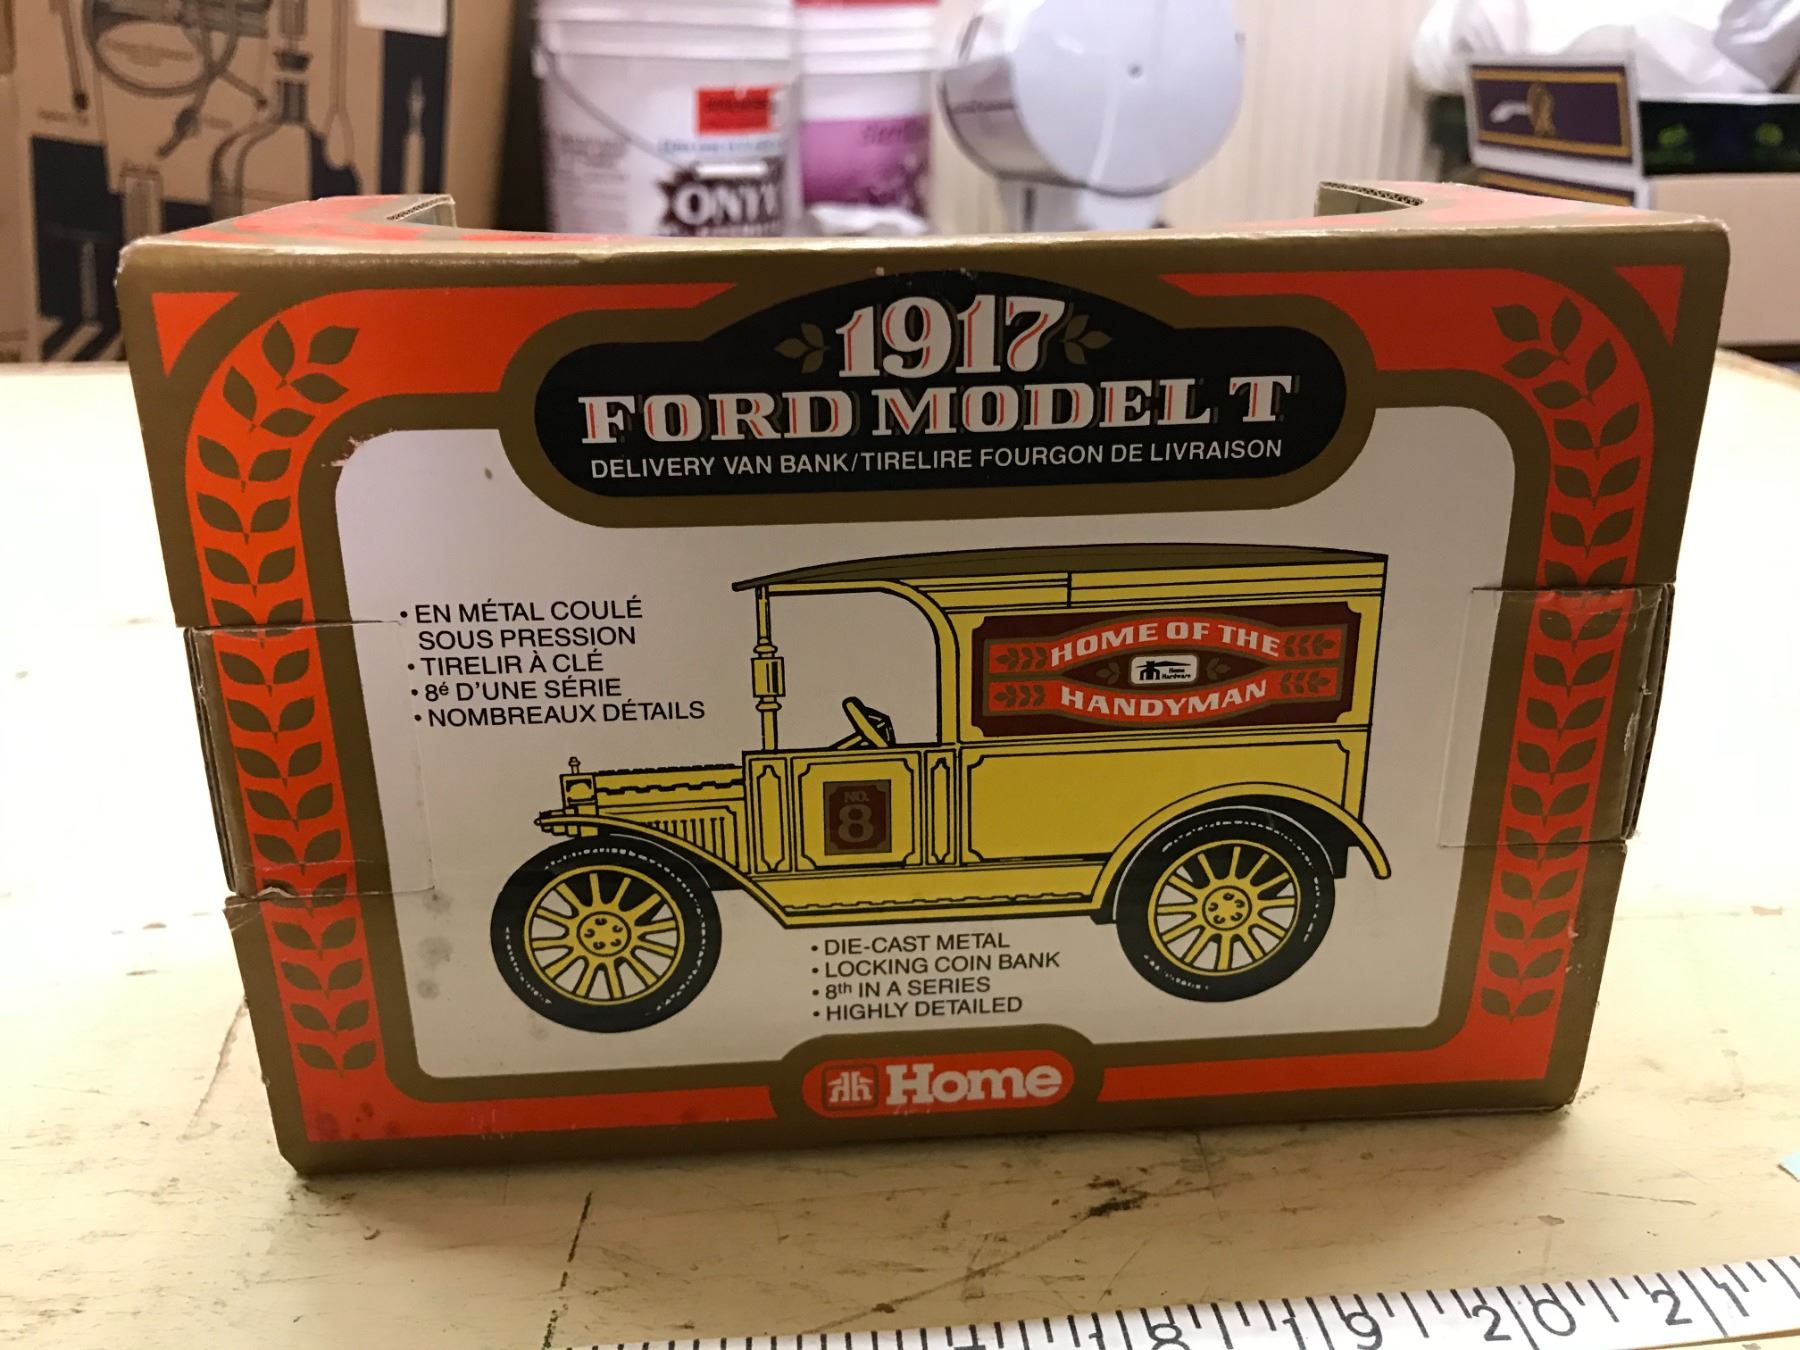 ONYX
1917
FORD MODEL T
DELIVERY VAN BANK/TIRELIRE FOURGON DE LIVRAISON
• EN MÉTAL COULÉ
SOUS PRESSION
• TIRELIR À CLÉ
• 8é D'UNE SÉRIE
• NOMBREAUX DÉTAILS
HOME OF THE
Home
Hardware
HANDYMAN
NO.
8
• DIE-CAST METAL
• LOCKING COIN BANK
• 8th IN A SERIES
• HIGHLY DETAILED
Home
18 19 20 21